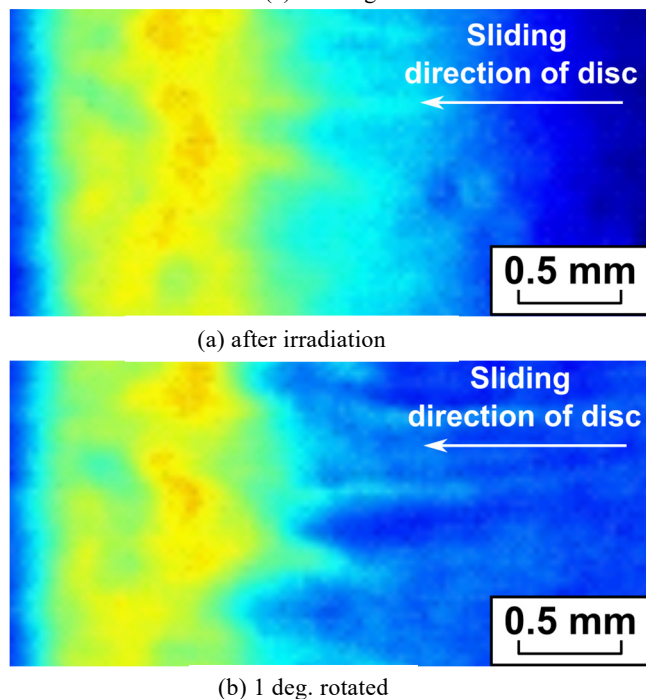 Sliding
direction of disc
0.5 mm
(a) after irradiation
Sliding
direction of disc
0.5 mm
(b) 1 deg. rotated